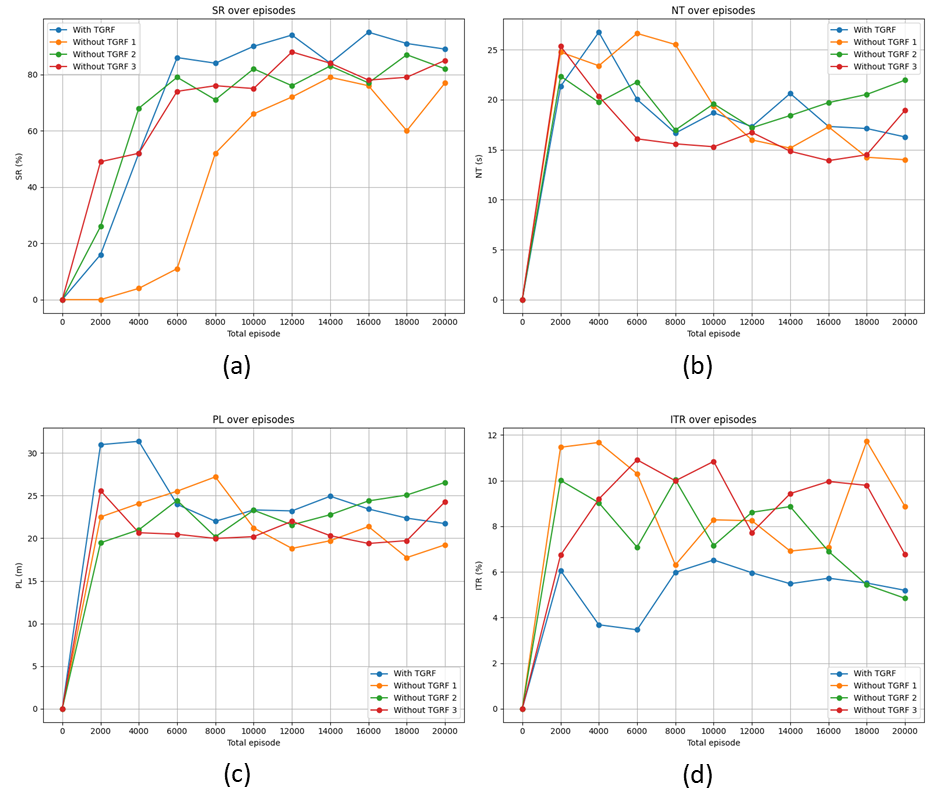 SR over episodes
With TGRF
Without TGRF 1
Without TGRF 2
Without TGRF 3
SR (%)
80
60
40
20
0
0 2000 4000 6000 8000 10000 12000 14000 16000 18000 20000
Total episode
(a)
NT over episodes
With TGRF
Without TGRF 1
Without TGRF 2
Without TGRF 3
NT (s)
25
20
15
10
5
0
0 2000 4000 6000 8000 10000 12000 14000 16000 18000 20000
Total episode
(b)
PL over episodes
PL (m)
30
25
20
15
10
5
0
With TGRF
Without TGRF 1
Without TGRF 2
Without TGRF 3
0 2000 4000 6000 8000 10000 12000 14000 16000 18000 20000
Total episode
(c)
ITR over episodes
ITR (%)
12
10
8
6
4
2
0
With TGRF
Without TGRF 1
Without TGRF 2
Without TGRF 3
0 2000 4000 6000 8000 10000 12000 14000 16000 18000 20000
Total episode
(d)